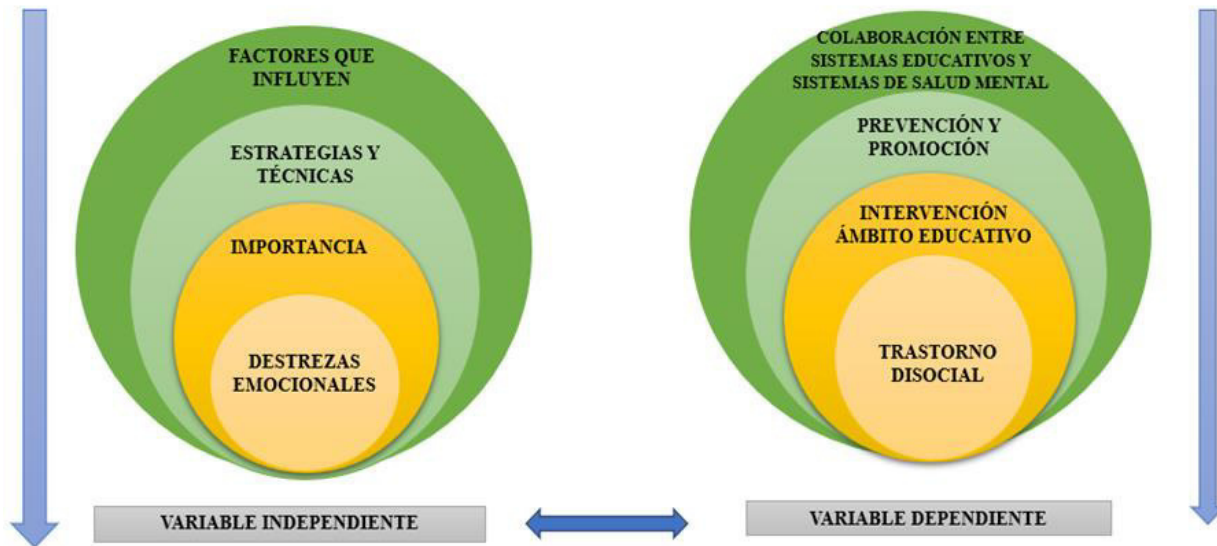 FACTORES QUE
INFLUYEN
ESTRATEGIAS Y
TÉCNICAS
IMPORTANCIA
DESTREZAS
EMOCIONALES
VARIABLE INDEPENDIENTE
COLABORACIÓN ENTRE
SISTEMAS EDUCATIVOS Y
SISTEMAS DE SALUD MENTAL
PREVENCIÓN Y
PROMOCIÓN
INTERVENCIÓN
ÁMBITO EDUCATIVO
TRASTORNO
DISOCIAL
VARIABLE DEPENDIENTE